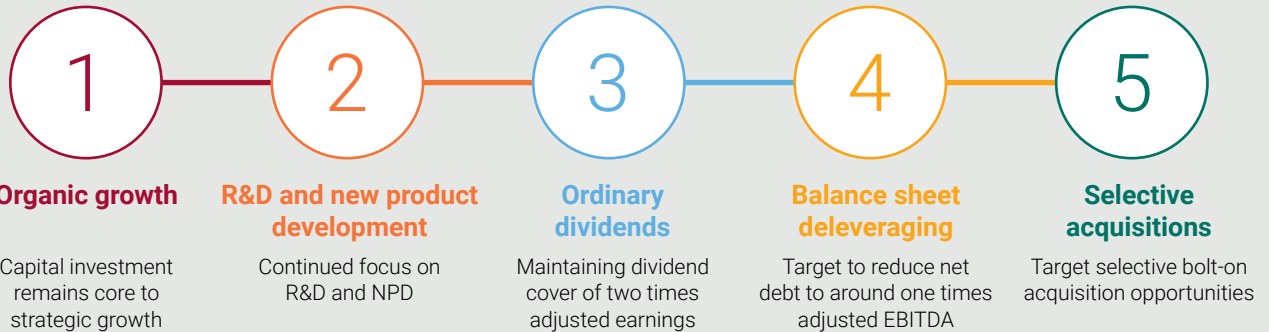 1
2
3
4
5
Organic growth
Capital investment
remains core to
strategic growth
R&D and new product
development
Continued focus on
R&D and NPD
Ordinary
dividends
Maintaining dividend
cover of two times
adjusted earnings
Balance sheet
deleveraging
Target to reduce net
debt to around one times
adjusted EBITDA
Selective
acquisitions
Target selective bolt-on
acquisition opportunities